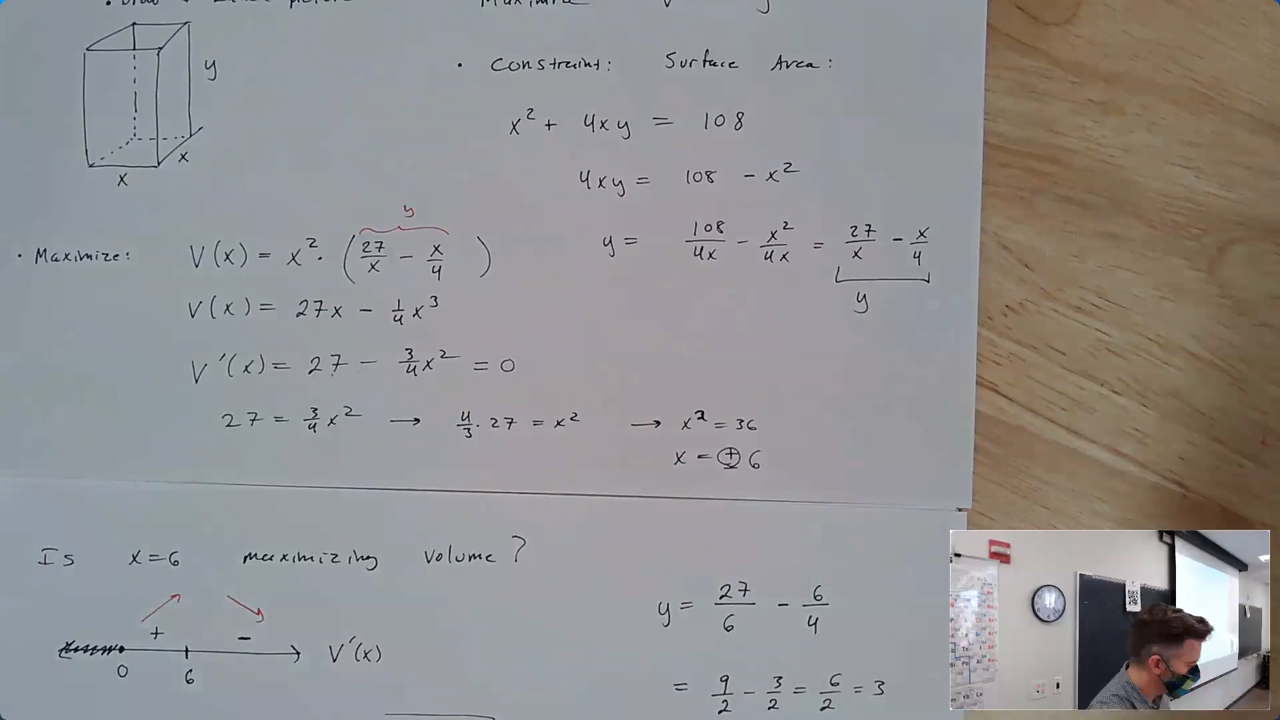 Maximize
• Constraint: Surface Area:
y
x² + 4xy = 108
x
x
4xy = 108 - x²
y = 108/4x - x²/4x = 27/x - x/4
y
y
• Maximize: V(x) = x² · (27/x - x/4)
V(x) = 27x - 1/4 x³
V'(x) = 27 - 3/4 x² = 0
27 = 3/4 x² → 4/3 · 27 = x² → x² = 36
x = ± 6
Is x=6 maximizing volume?
+ -
0 6 V'(x)
y = 27/6 - 6/4
= 9/2 - 3/2 = 6/2 = 3